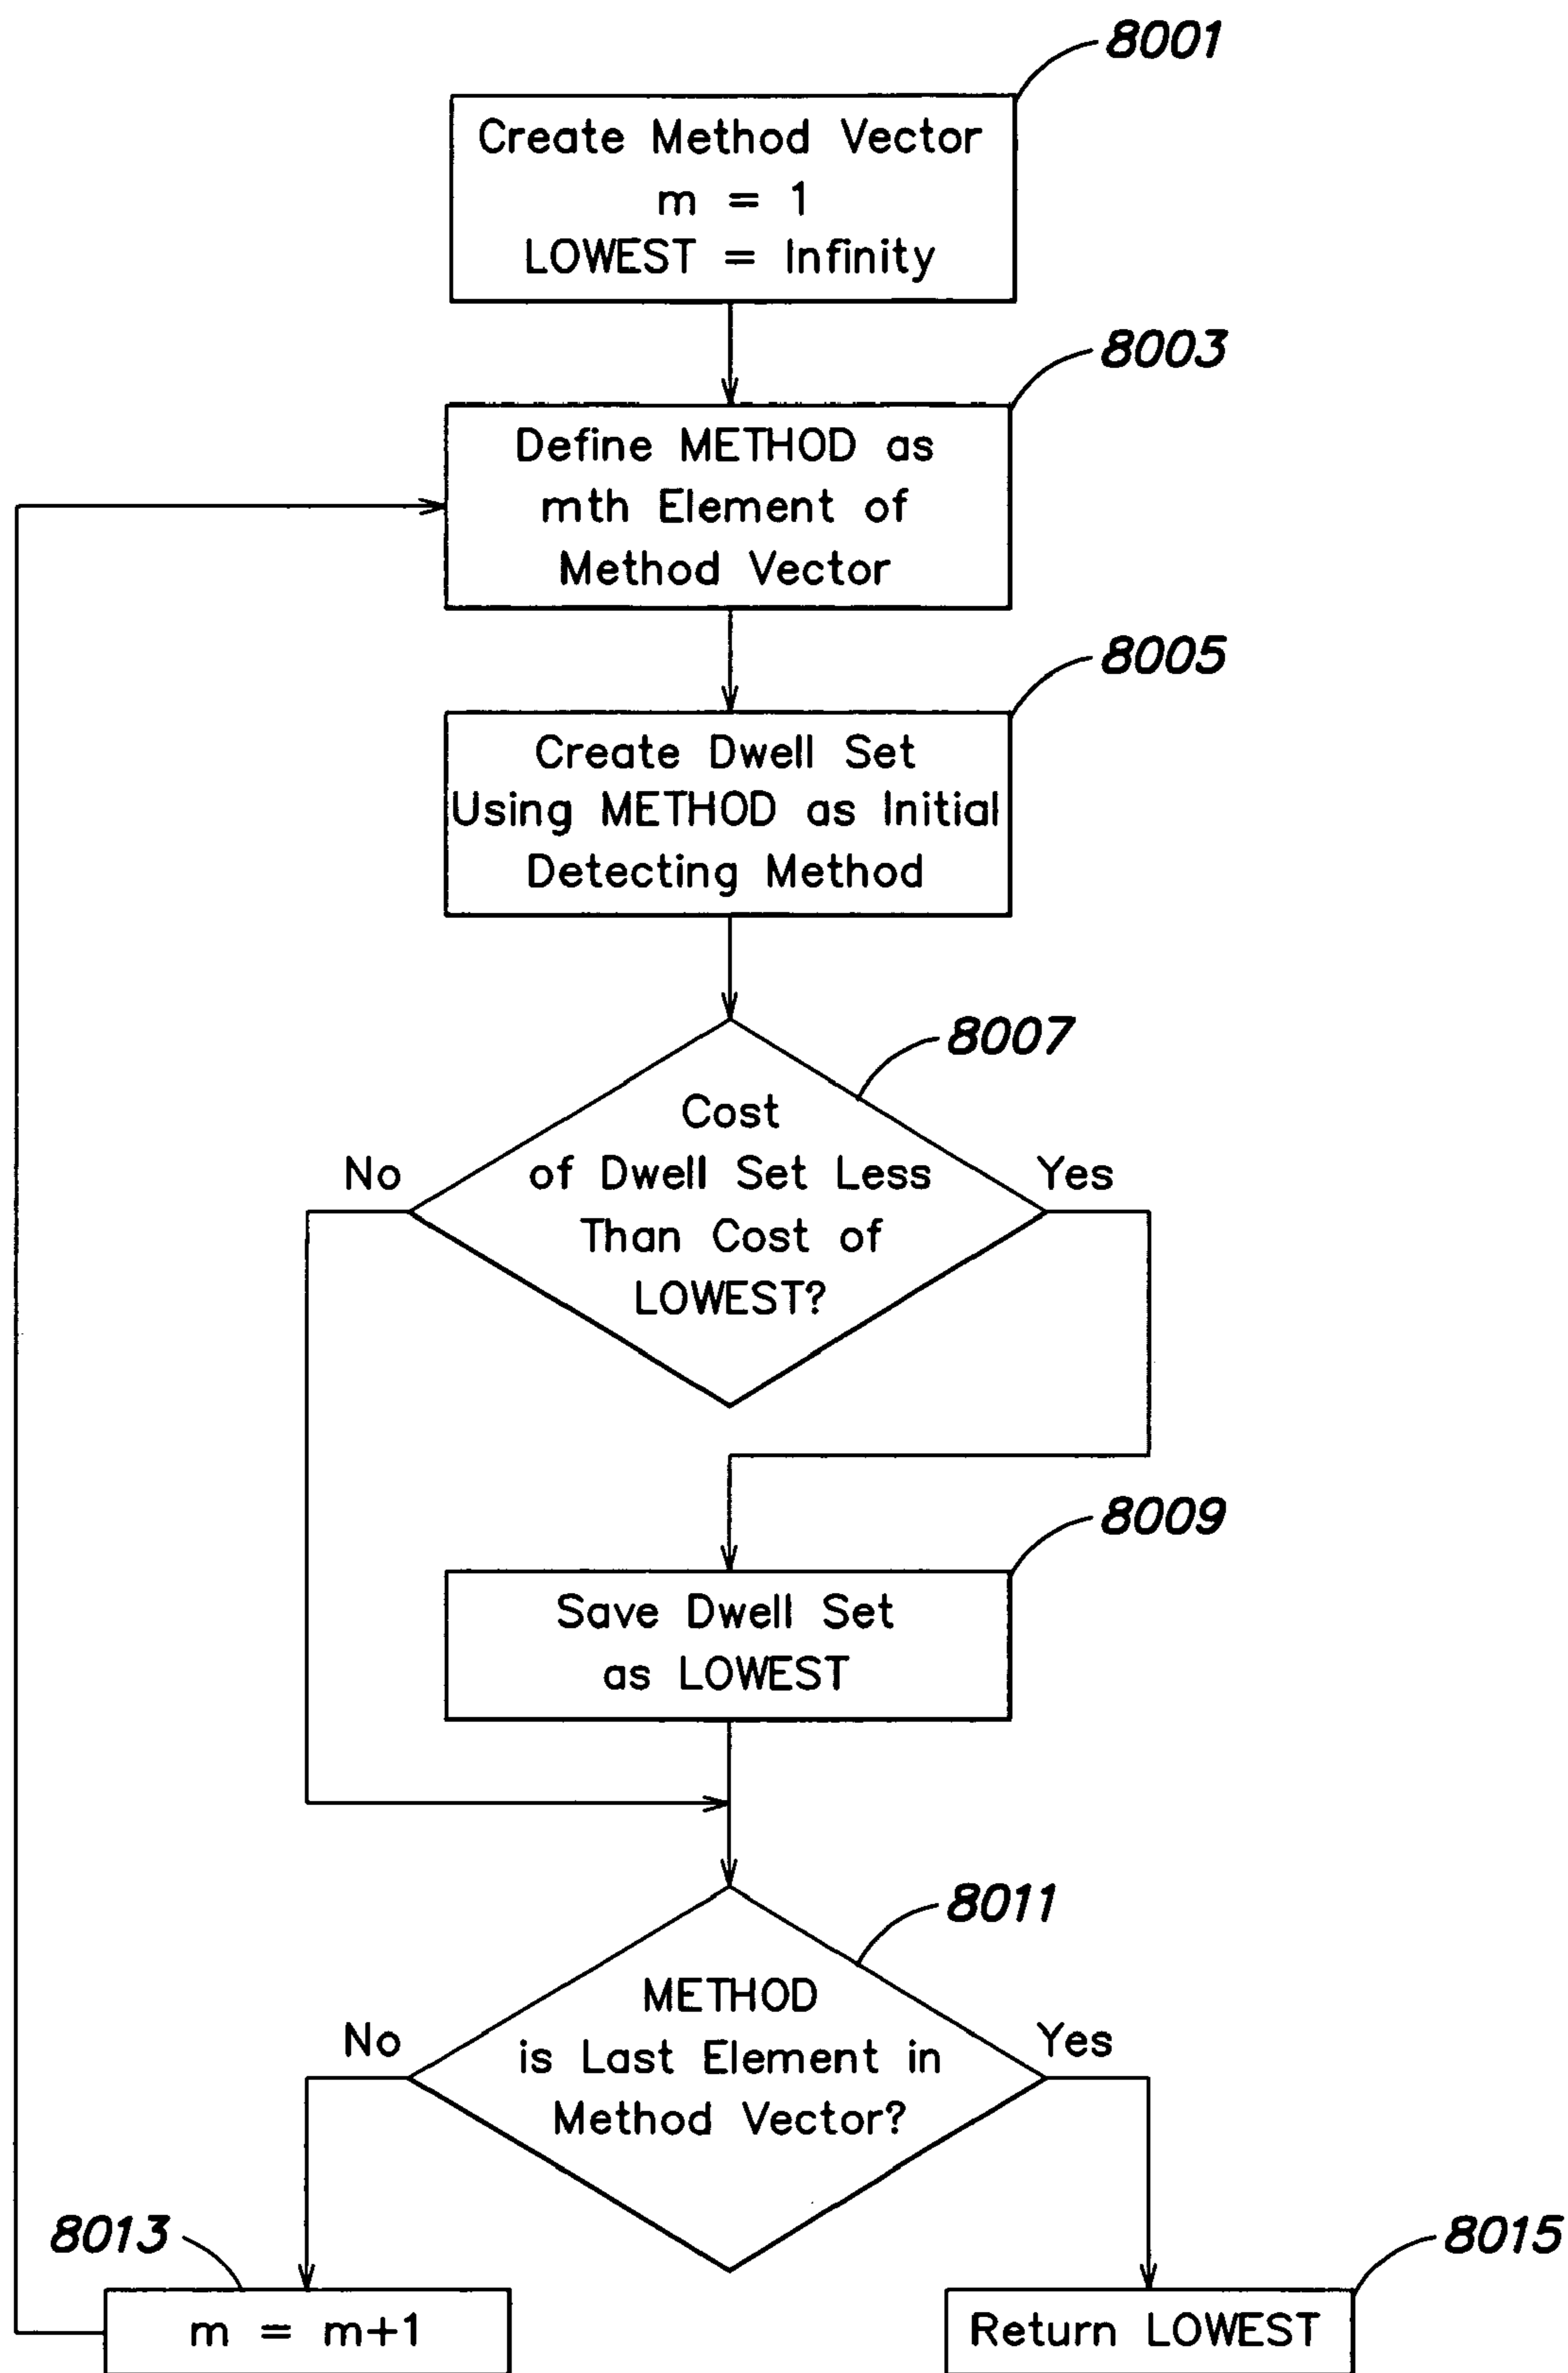 8001
Create Method Vector
m = 1
LOWEST = Infinity
8003
Define METHOD as
mth Element of
Method Vector
8005
Create Dwell Set
Using METHOD as Initial
Detecting Method
8007
Cost
of Dwell Set Less
Than Cost of
LOWEST?
No
Yes
8009
Save Dwell Set
as LOWEST
8011
METHOD
is Last Element in
Method Vector?
No
Yes
8013
m = m+1
8015
Return LOWEST